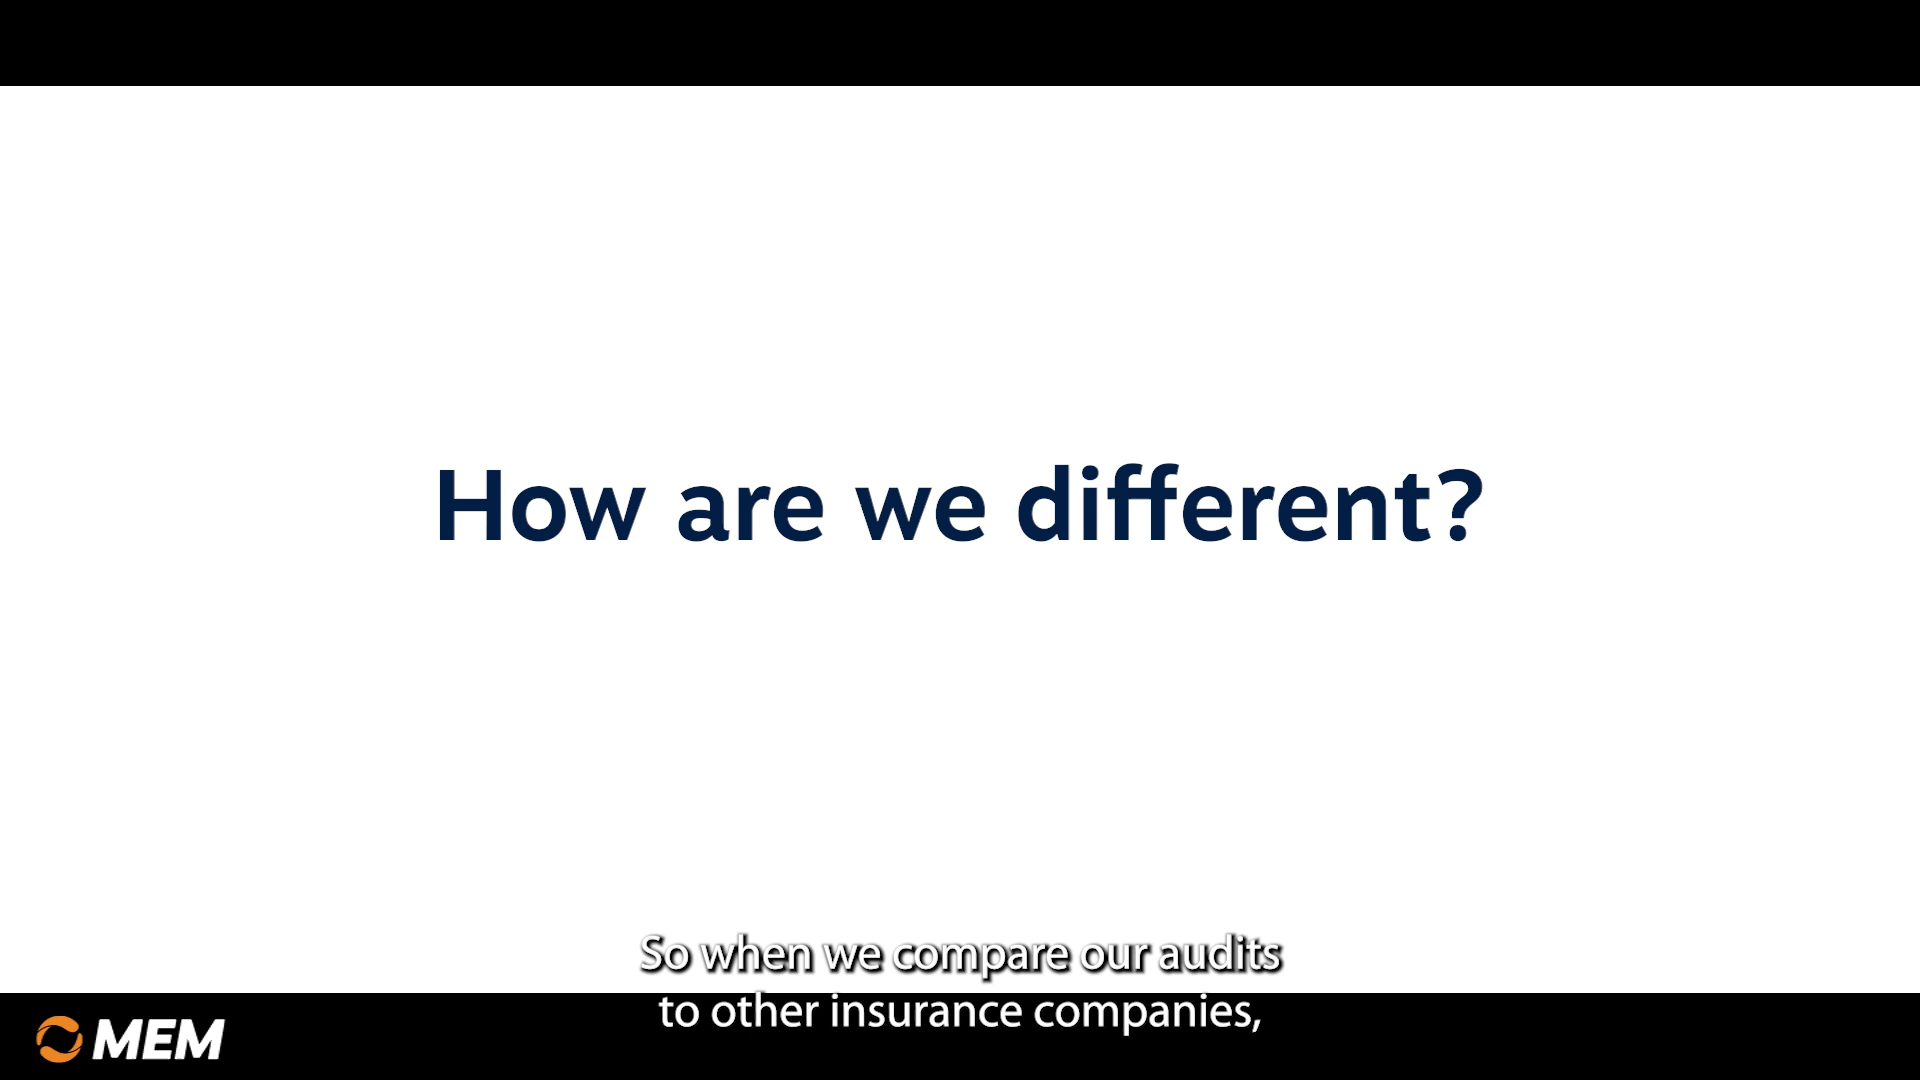 How are we different?
So when we compare our audits
to other insurance companies,
MEM